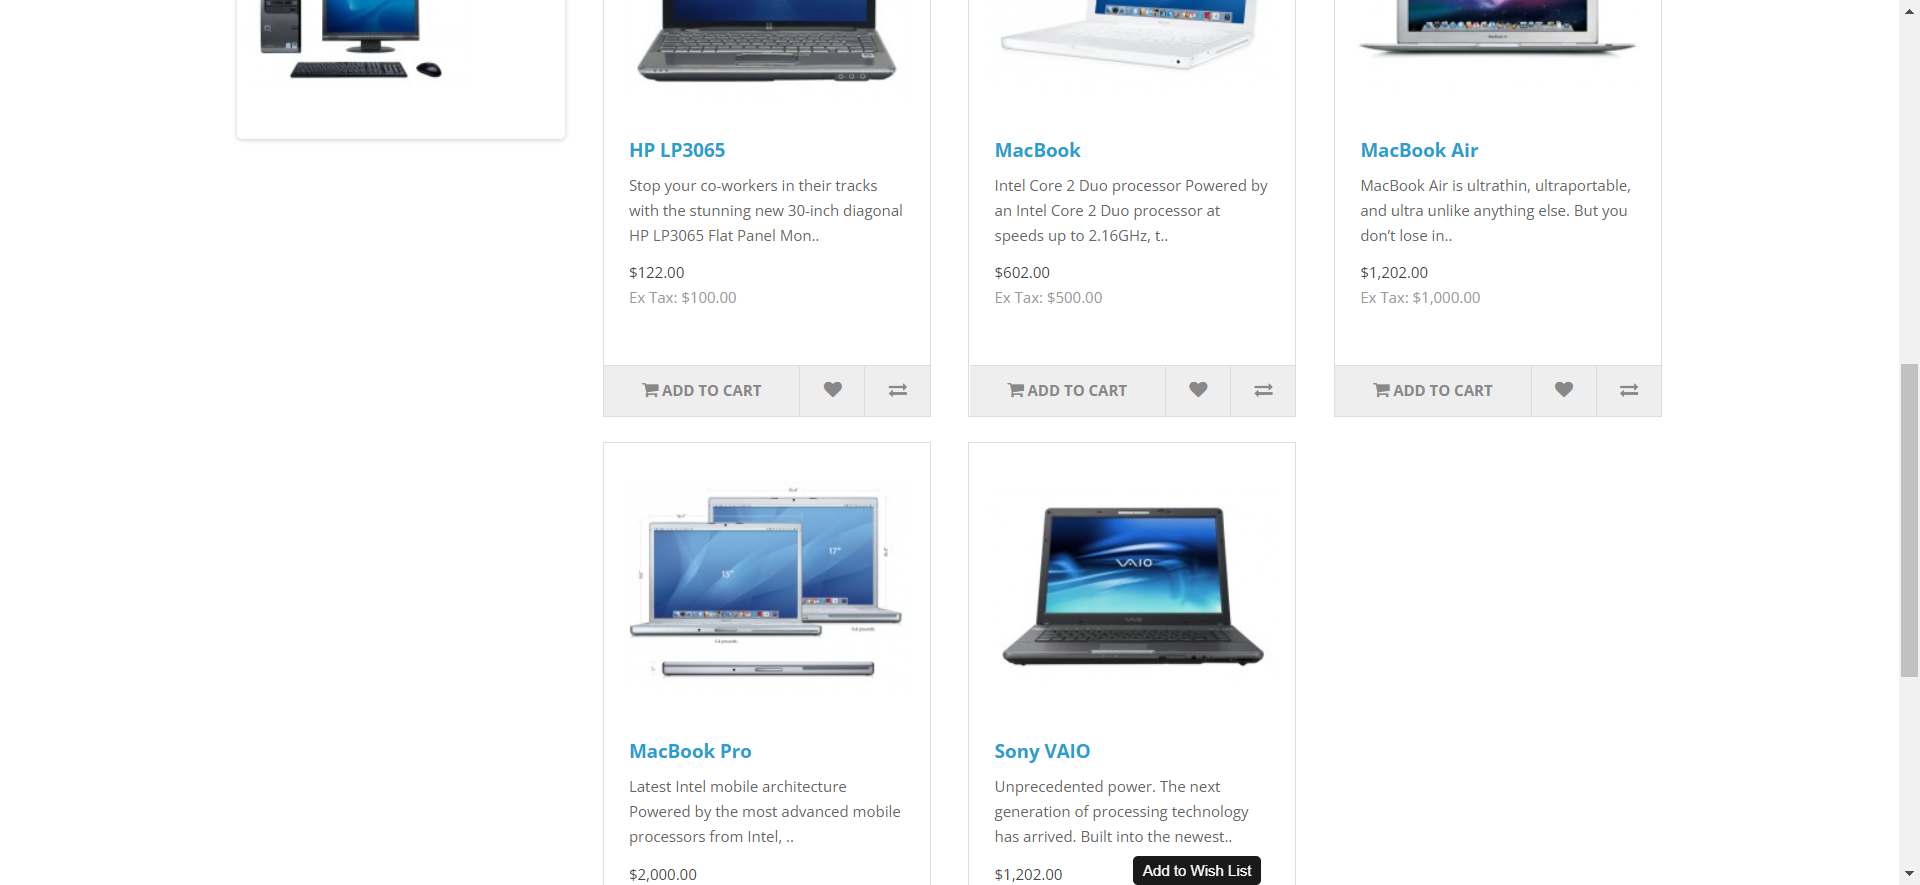 HP LP3065
Stop your co-workers in their tracks
with the stunning new 30-inch diagonal
HP LP3065 Flat Panel Mon..
$122.00
Ex Tax: $100.00
ADD TO CART
MacBook
Intel Core 2 Duo processor Powered by
an Intel Core 2 Duo processor at
speeds up to 2.16GHz, t..
$602.00
Ex Tax: $500.00
ADD TO CART
MacBook Air
MacBook Air is ultrathin, ultraportable,
and ultra unlike anything else. But you
don’t lose in..
$1,202.00
Ex Tax: $1,000.00
ADD TO CART
15"
17"
MacBook Pro
Latest Intel mobile architecture
Powered by the most advanced mobile
processors from Intel, ..
$2,000.00
VAIO
Sony VAIO
Unprecedented power. The next
generation of processing technology
has arrived. Built into the newest..
$1,202.00
Add to Wish List